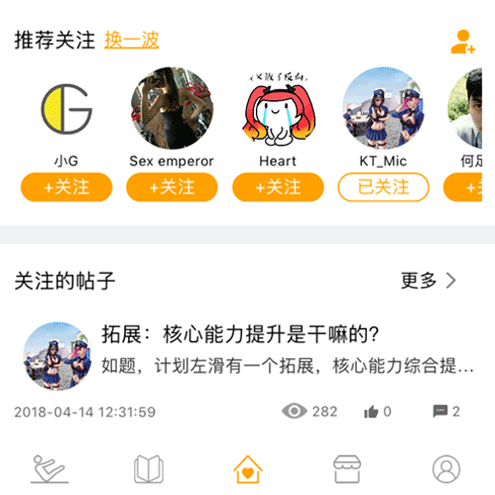 推荐关注 换一波
小G Sex emperor Heart KT_Mic
+关注 +关注 +关注 已关注
关注的帖子 更多
拓展：核心能力提升是干嘛的?
如题，计划左滑有一个拓展，核心能力综合提...
2018-04-14 12:31:59 282 0 2